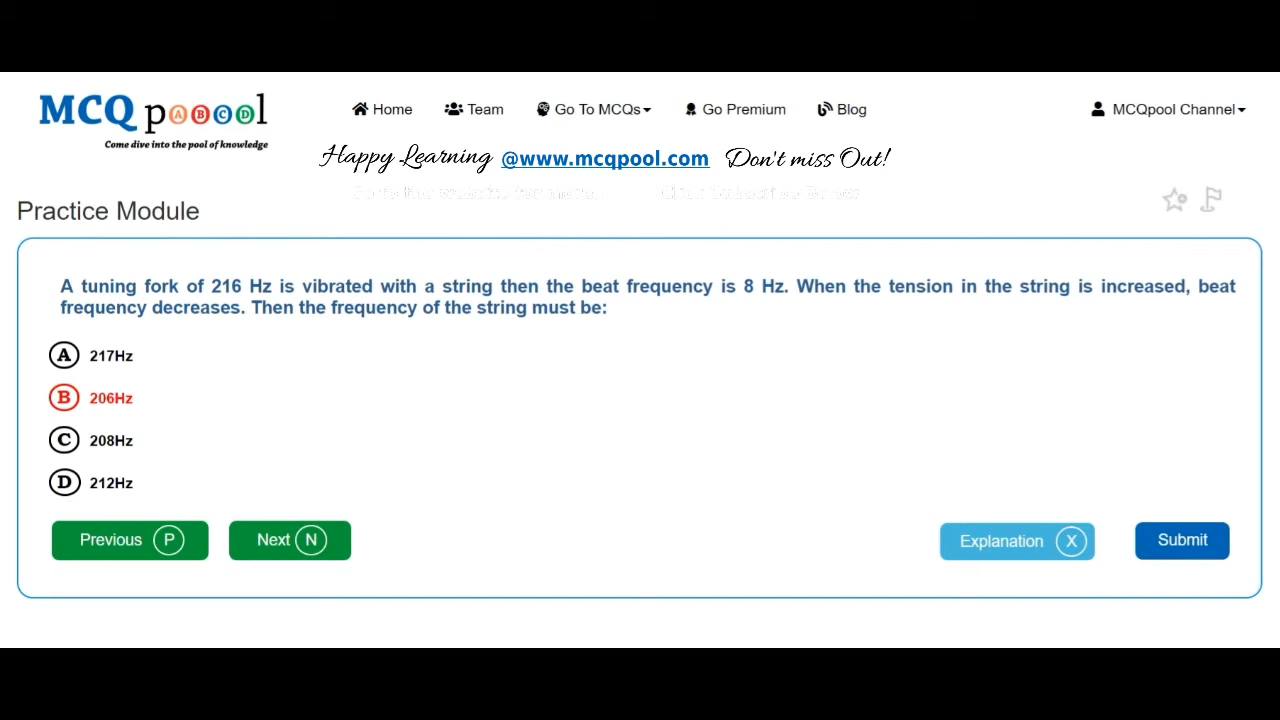 MCQ pool
A B C D
Come dive into the pool of knowledge
Home Team Go To MCQs Go Premium Blog MCQpool Channel
Happy Learning @www.mcqpool.com Don't miss Out!
Practice Module
A tuning fork of 216 Hz is vibrated with a string then the beat frequency is 8 Hz. When the tension in the string is increased, beat
frequency decreases. Then the frequency of the string must be:
A 217Hz
B 206Hz
C 208Hz
D 212Hz
Previous P Next N Explanation X Submit